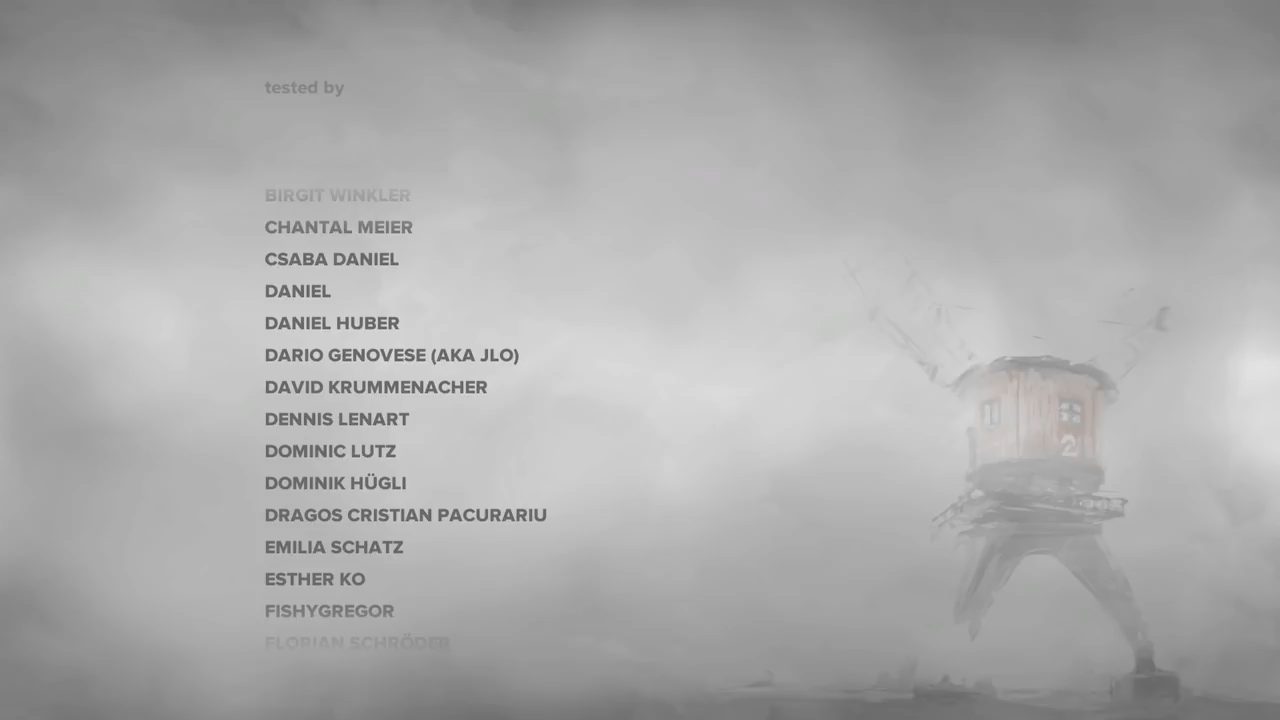 tested by
BIRGIT WINKLER
CHANTAL MEIER
CSABA DANIEL
DANIEL
DANIEL HUBER
DARIO GENOVESE (AKA JLO)
DAVID KRUMMENACHER
DENNIS LENART
DOMINIC LUTZ
DOMINIK HÜGLI
DRAGOS CRISTIAN PACURARIU
EMILIA SCHATZ
ESTHER KO
FISHYGREGOR
FLORIAN SCHRÖDER
2